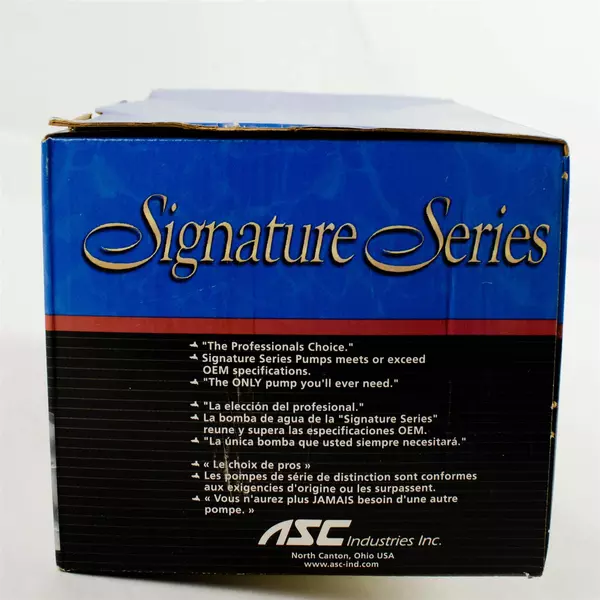 Signature Series
"The Professionals Choice."
Signature Series Pumps meets or exceed
OEM specifications.
"The ONLY pump you'll ever need."
"La elección del profesional."
La bomba de agua de la "Signature Series"
reune y supera las especificaciones OEM.
"La única bomba que usted siempre necesitará."
« Le choix de pros »
Les pompes de série de distinction sont conformes
aux exigencies d'origine ou les surpassent.
« Vous n'aurez plus JAMAIS besoin d'une autre
pompe. »
ASC Industries Inc.
North Canton, Ohio USA
www.asc-ind.com